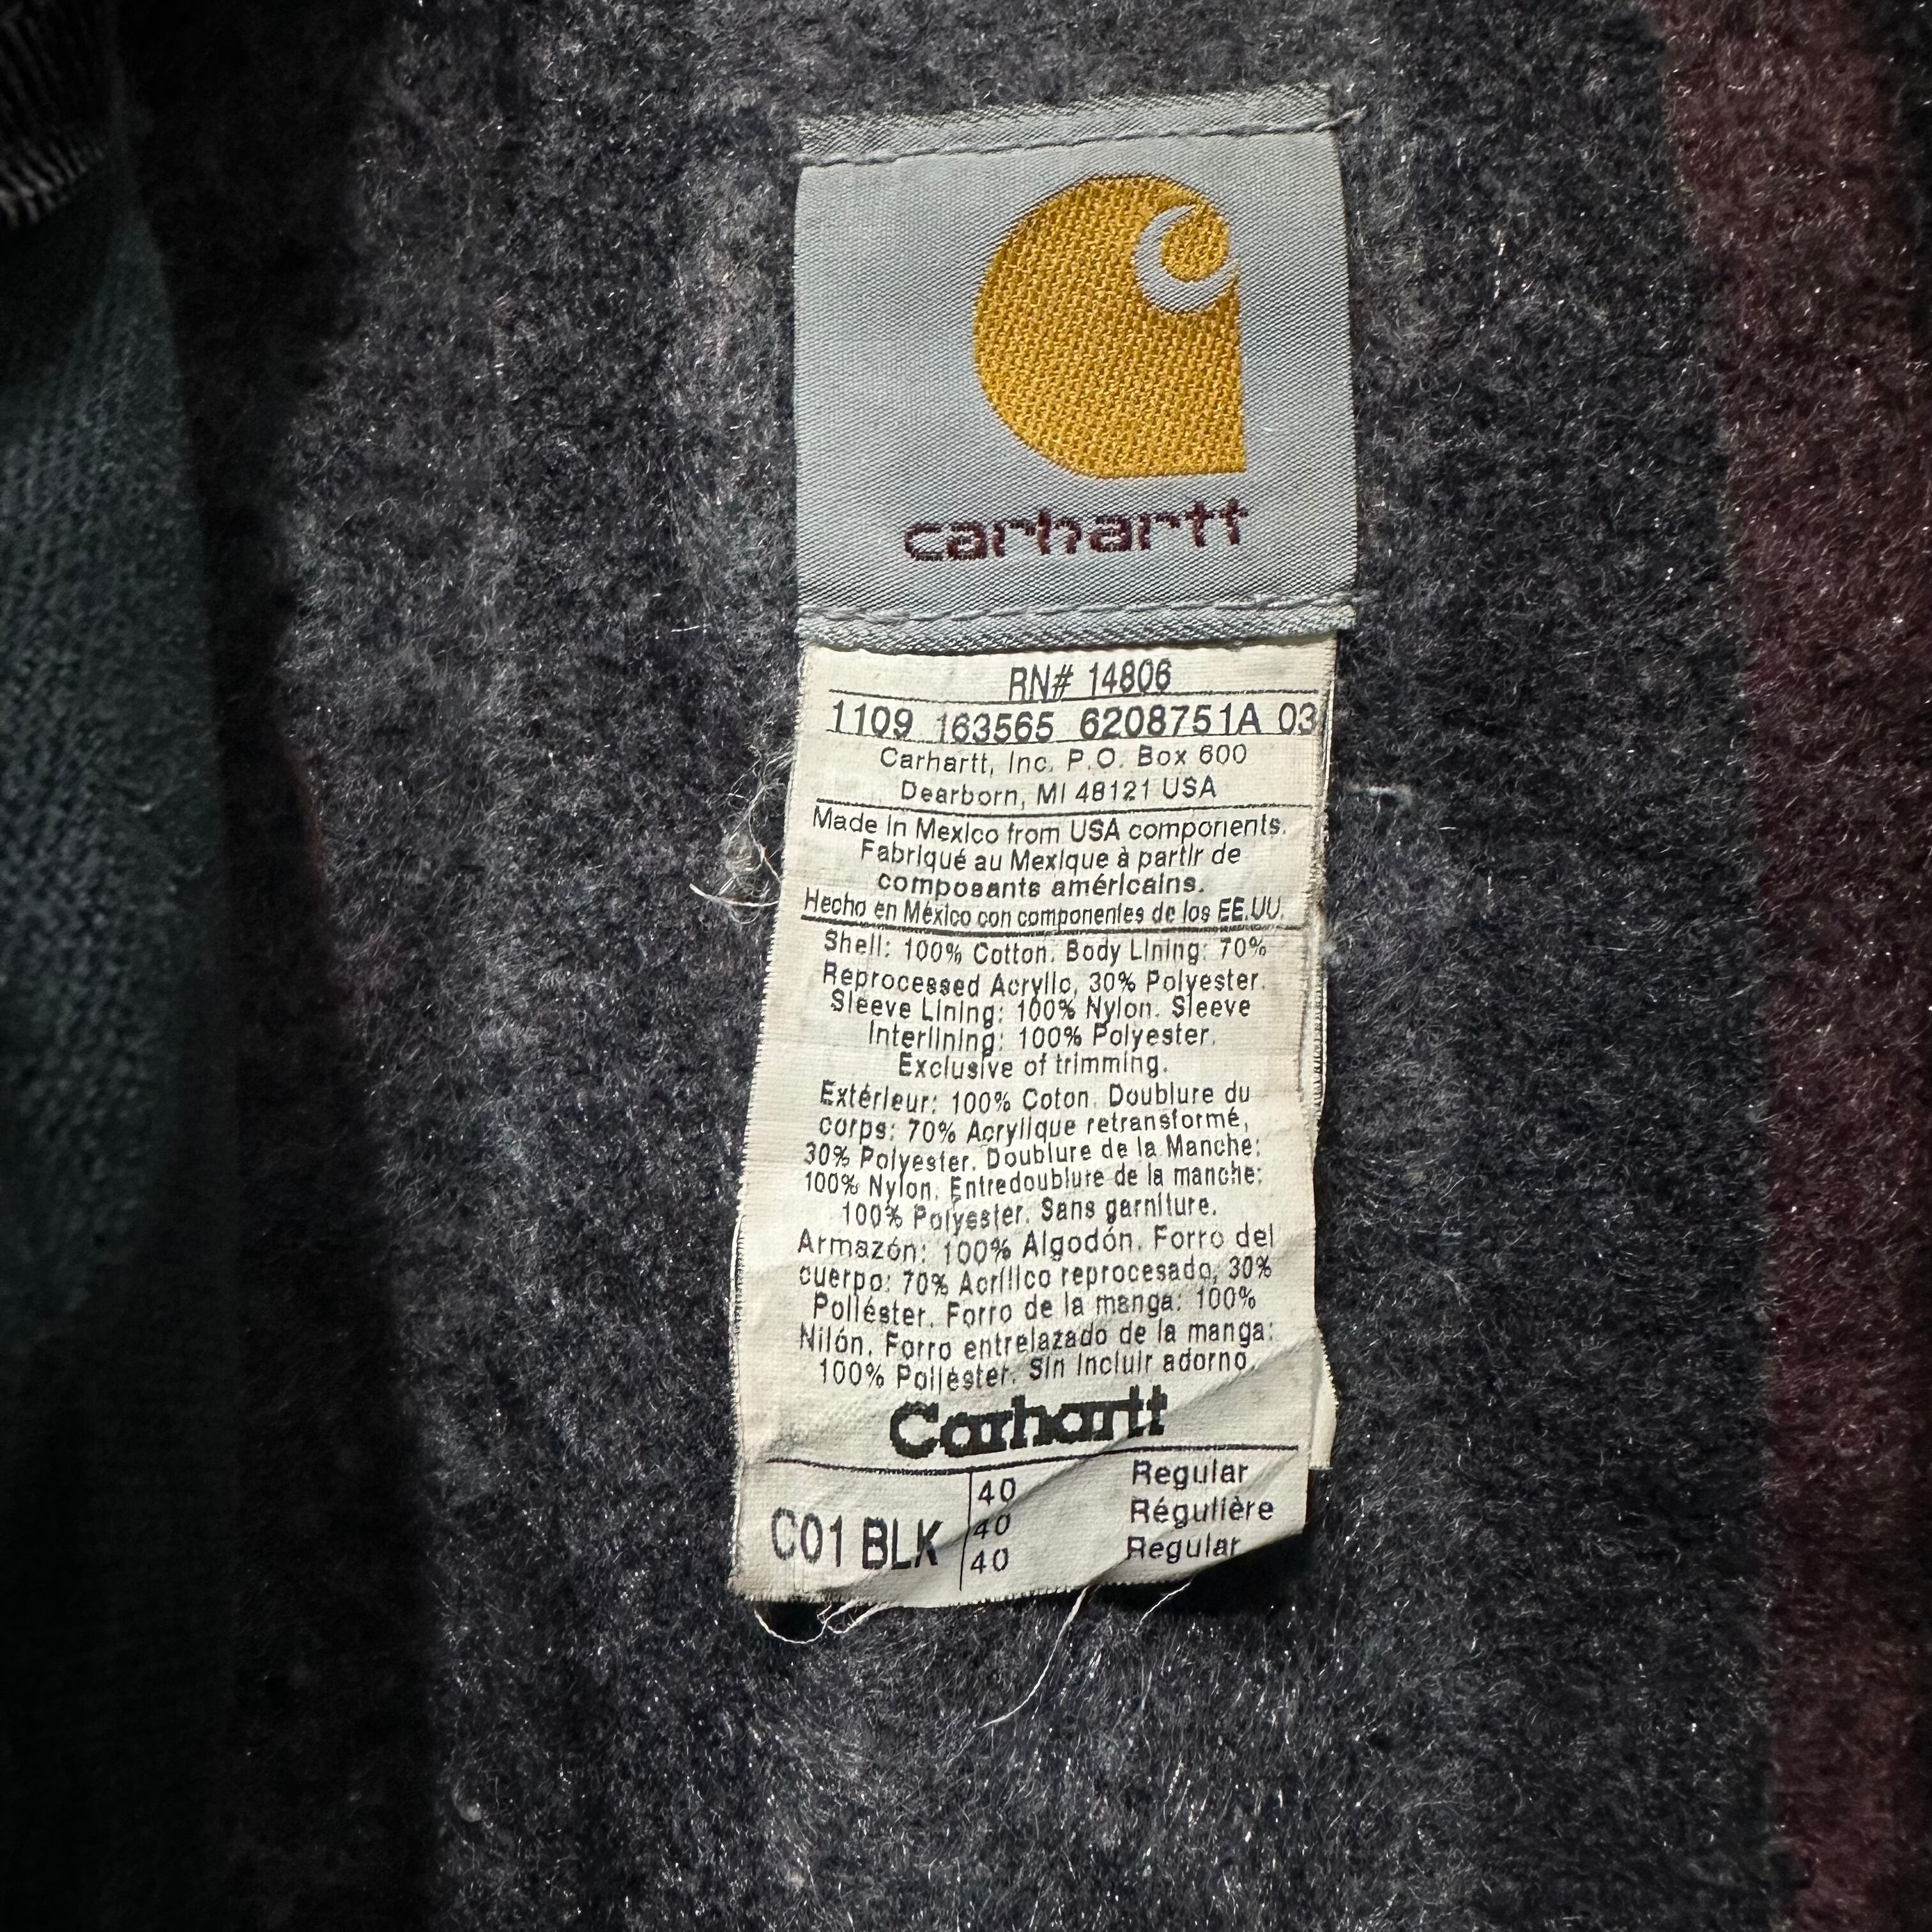 carhartt
RN# 14806
1109 163565 6208751A 03
Carhartt, Inc. P.O. Box 600
Dearborn, MI 48121 USA
Made in Mexico from USA components.
Fabriqué au Mexique à partir de
composants américains.
Hecho en México con componentes de los EE.UU.
Shell: 100% Cotton. Body Lining: 70%
Reprocessed Acrylic, 30% Polyester.
Sleeve Lining: 100% Nylon. Sleeve
Interlining: 100% Polyester.
Exclusive of trimming.
Extérieur: 100% Coton. Doublure du
corps: 70% Acrylique retransformé,
30% Polyester. Doublure de la Manche:
100% Nylon. Entredoublure de la manche:
100% Polyester. Sans garniture.
Armazón: 100% Algodón. Forro del
cuerpo: 70% Acrílico reprocesado, 30%
Poliéster. Forro de la manga: 100%
Nilón. Forro entrelazado de la manga:
100% Poliéster. Sin incluir adorno.
Carhartt
C01 BLK
40 Regular
40 Régulière
40 Regular